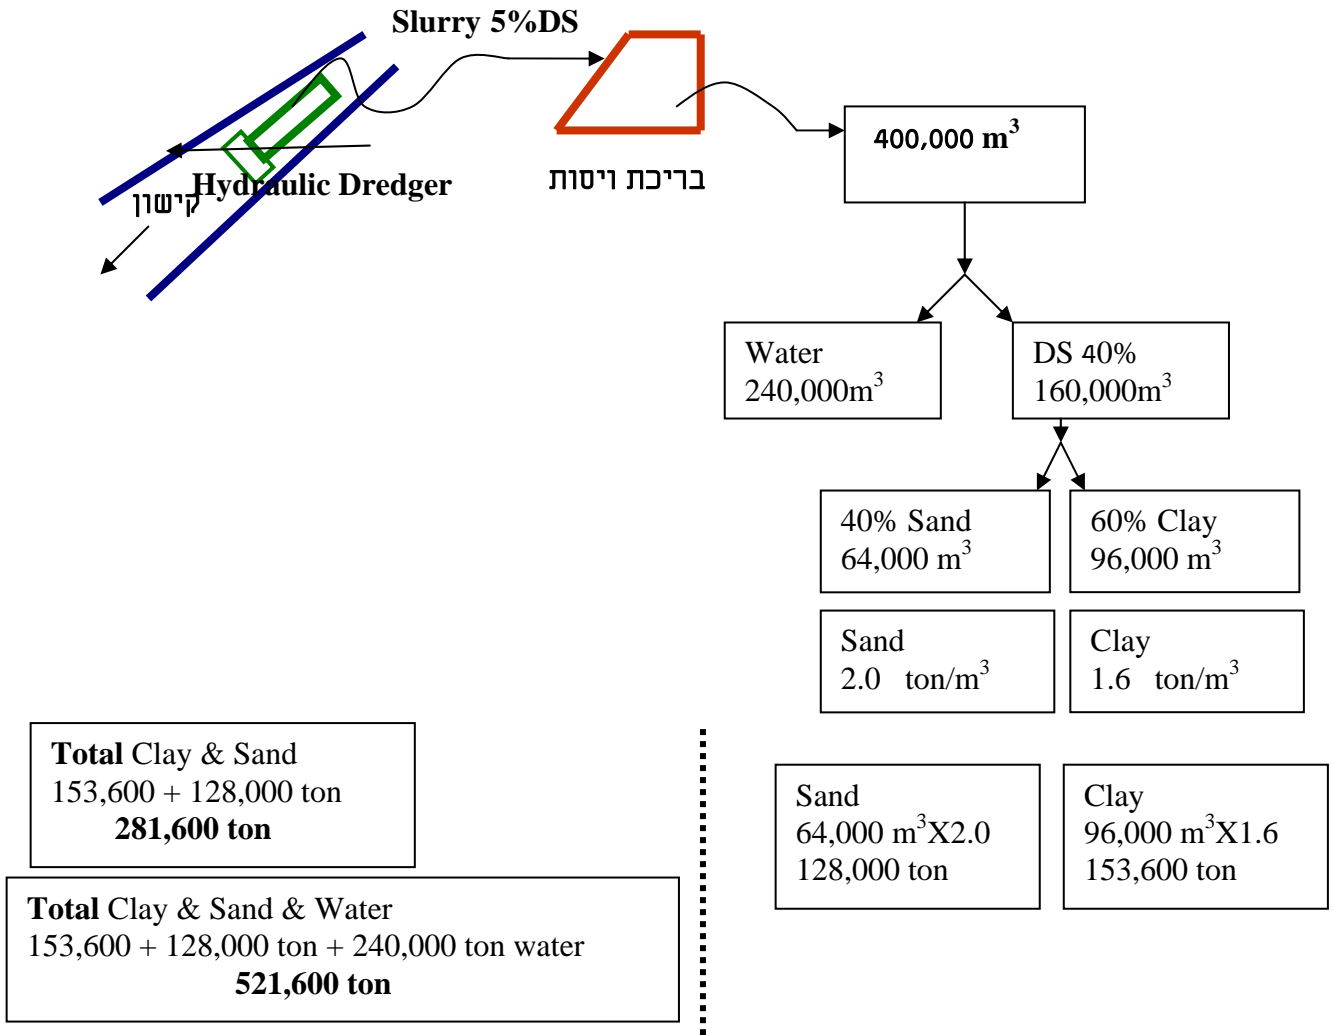 Slurry 5%DS
Hydraulic Dredger
קישון
בריכת ויסות
400,000 m³
Water
240,000m³
DS 40%
160,000m³
40% Sand
64,000 m³
60% Clay
96,000 m³
Sand
2.0 ton/m³
Clay
1.6 ton/m³
Sand
64,000 m³X2.0
128,000 ton
Clay
96,000 m³X1.6
153,600 ton
Total Clay & Sand
153,600 + 128,000 ton
281,600 ton
Total Clay & Sand & Water
153,600 + 128,000 ton + 240,000 ton water
521,600 ton